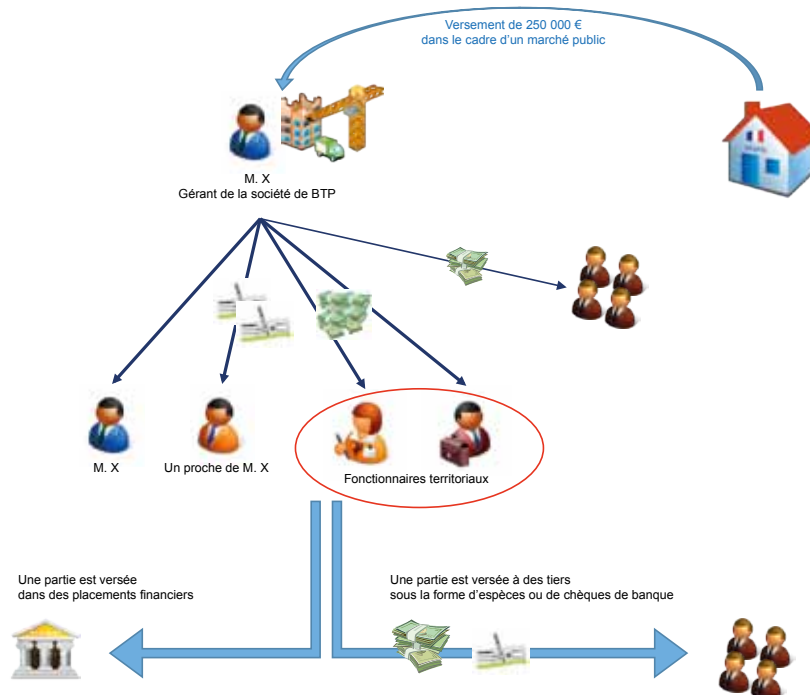 Versement de 250 000 €
dans le cadre d'un marché public
M. X
Gérant de la société de BTP
M. X
Un proche de M. X
Fonctionnaires territoriaux
Une partie est versée
dans des placements financiers
Une partie est versée à des tiers
sous la forme d'espèces ou de chèques de banque